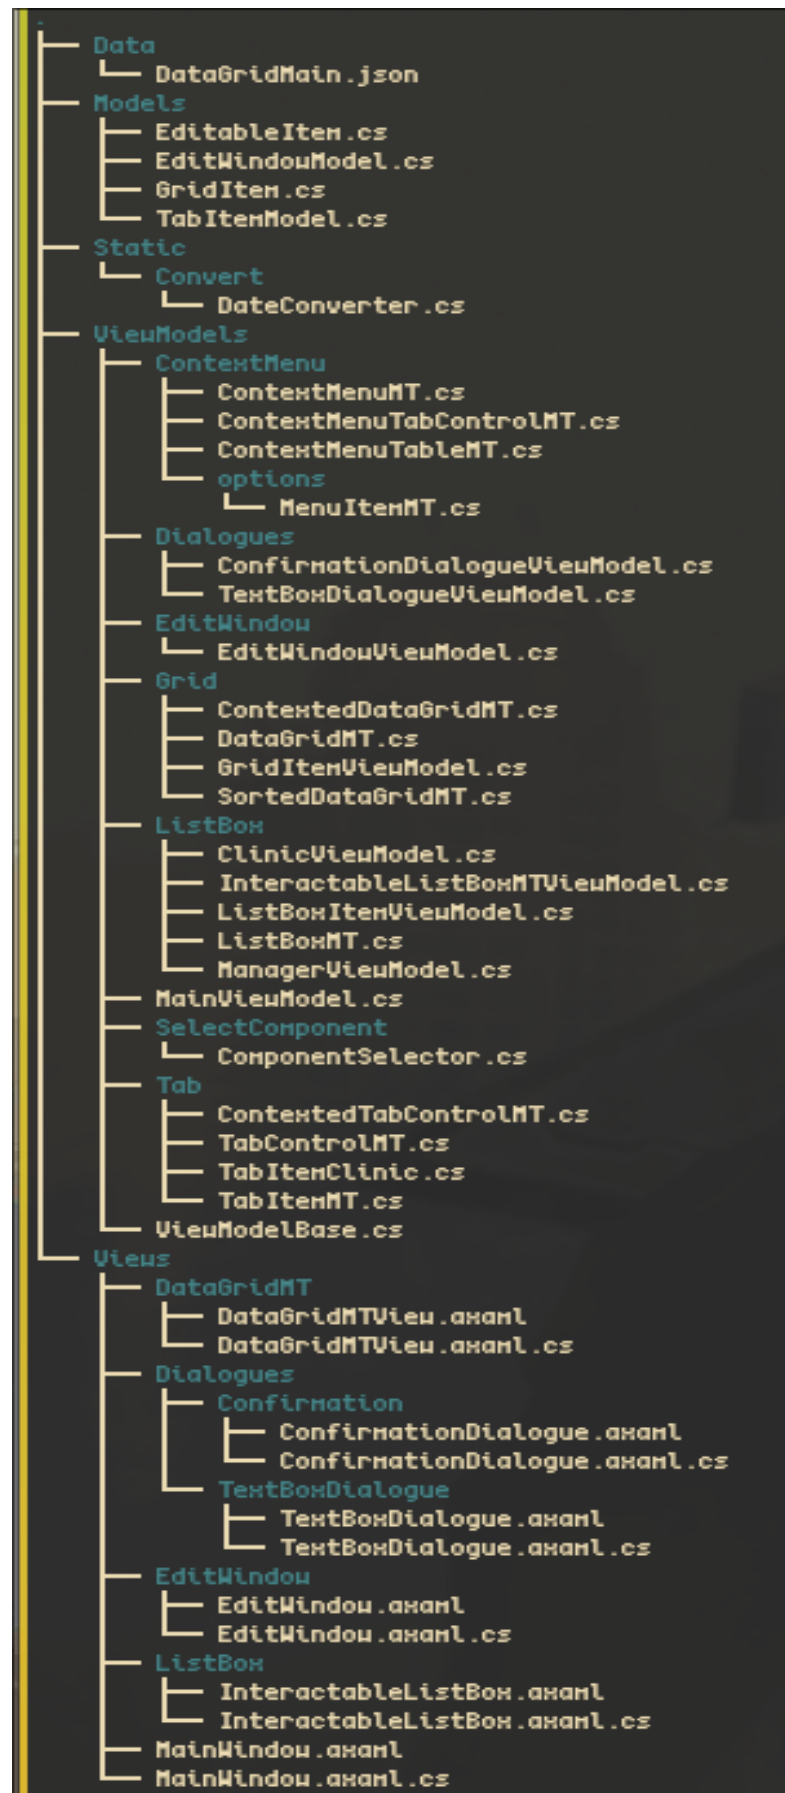 .
├── Data
│   └── DataGridMain.json
├── Models
│   ├── EditableItem.cs
│   ├── EditWindowModel.cs
│   ├── GridItem.cs
│   └── TabItemModel.cs
├── Static
│   └── Convert
│       └── DateConverter.cs
├── ViewModels
│   ├── ContextMenu
│   │   ├── ContextMenuMT.cs
│   │   ├── ContextMenuTabControlMT.cs
│   │   ├── ContextMenuTableMT.cs
│   │   └── options
│   │       └── MenuItemMT.cs
│   ├── Dialogues
│   │   ├── ConfirmationDialogueViewModel.cs
│   │   └── TextBoxDialogueViewModel.cs
│   ├── EditWindow
│   │   └── EditWindowViewModel.cs
│   ├── Grid
│   │   ├── ContextedDataGridMT.cs
│   │   ├── DataGridMT.cs
│   │   ├── GridItemViewModel.cs
│   │   └── SortedDataGridMT.cs
│   ├── ListBox
│   │   ├── ClinicViewModel.cs
│   │   ├── InteractableListBoxMTViewModel.cs
│   │   ├── ListBoxItemViewModel.cs
│   │   ├── ListBoxMT.cs
│   │   └── ManagerViewModel.cs
│   ├── MainViewModel.cs
│   ├── SelectComponent
│   │   └── ComponentSelector.cs
│   ├── Tab
│   │   ├── ContextedTabControlMT.cs
│   │   ├── TabControlMT.cs
│   │   ├── TabItemClinic.cs
│   │   └── TabItemMT.cs
│   └── ViewModelBase.cs
└── Views
    ├── DataGridMT
    │   ├── DataGridMTView.axaml
    │   └── DataGridMTView.axaml.cs
    ├── Dialogues
    │   ├── Confirmation
    │   │   ├── ConfirmationDialogue.axaml
    │   │   └── ConfirmationDialogue.axaml.cs
    │   └── TextBoxDialogue
    │       ├── TextBoxDialogue.axaml
    │       └── TextBoxDialogue.axaml.cs
    ├── EditWindow
    │   ├── EditWindow.axaml
    │   └── EditWindow.axaml.cs
    ├── ListBox
    │   ├── InteractableListBox.axaml
    │   └── InteractableListBox.axaml.cs
    ├── MainWindow.axaml
    └── MainWindow.axaml.cs